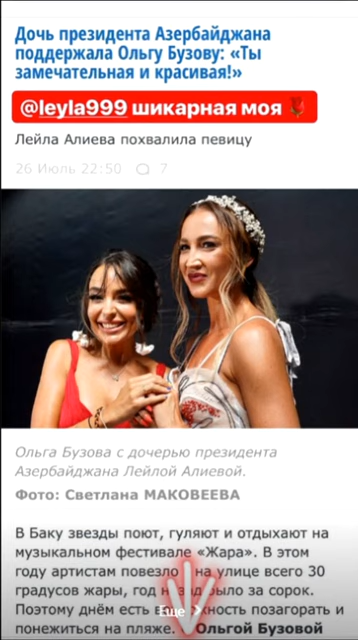 Дочь президента Азербайджана
поддержала Ольгу Бузову: «Ты
замечательная и красивая!»
@leyla999 шикарная моя
Лейла Алиева похвалила певицу
26 Июль 22:50 7
Ольга Бузова с дочерью президента
Азербайджана Лейлой Алиевой.
Фото: Светлана МАКОВЕЕВА
В Баку звезды поют, гуляют и отдыхают на
музыкальном фестивале «Жара». В этом
году артистам повезло на улице всего 30
градусов жары, год назад было за сорок.
Поэтому днём есть возможность позагорать и
Еще
понежиться на пляже. С Ольгой Бузовой